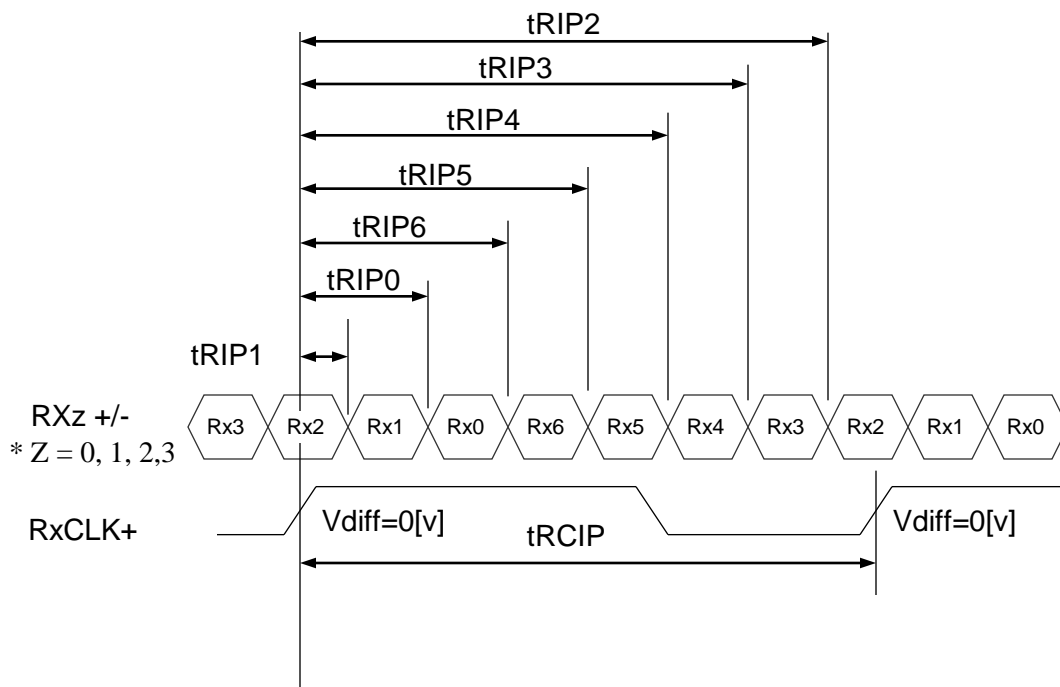 tRIP2
tRIP3
tRIP4
tRIP5
tRIP6
tRIP0
tRIP1
RXz +/-
* Z = 0, 1, 2,3
Rx3 Rx2 Rx1 Rx0 Rx6 Rx5 Rx4 Rx3 Rx2 Rx1 Rx0
RxCLK+
Vdiff=0[v] Vdiff=0[v]
tRCIP